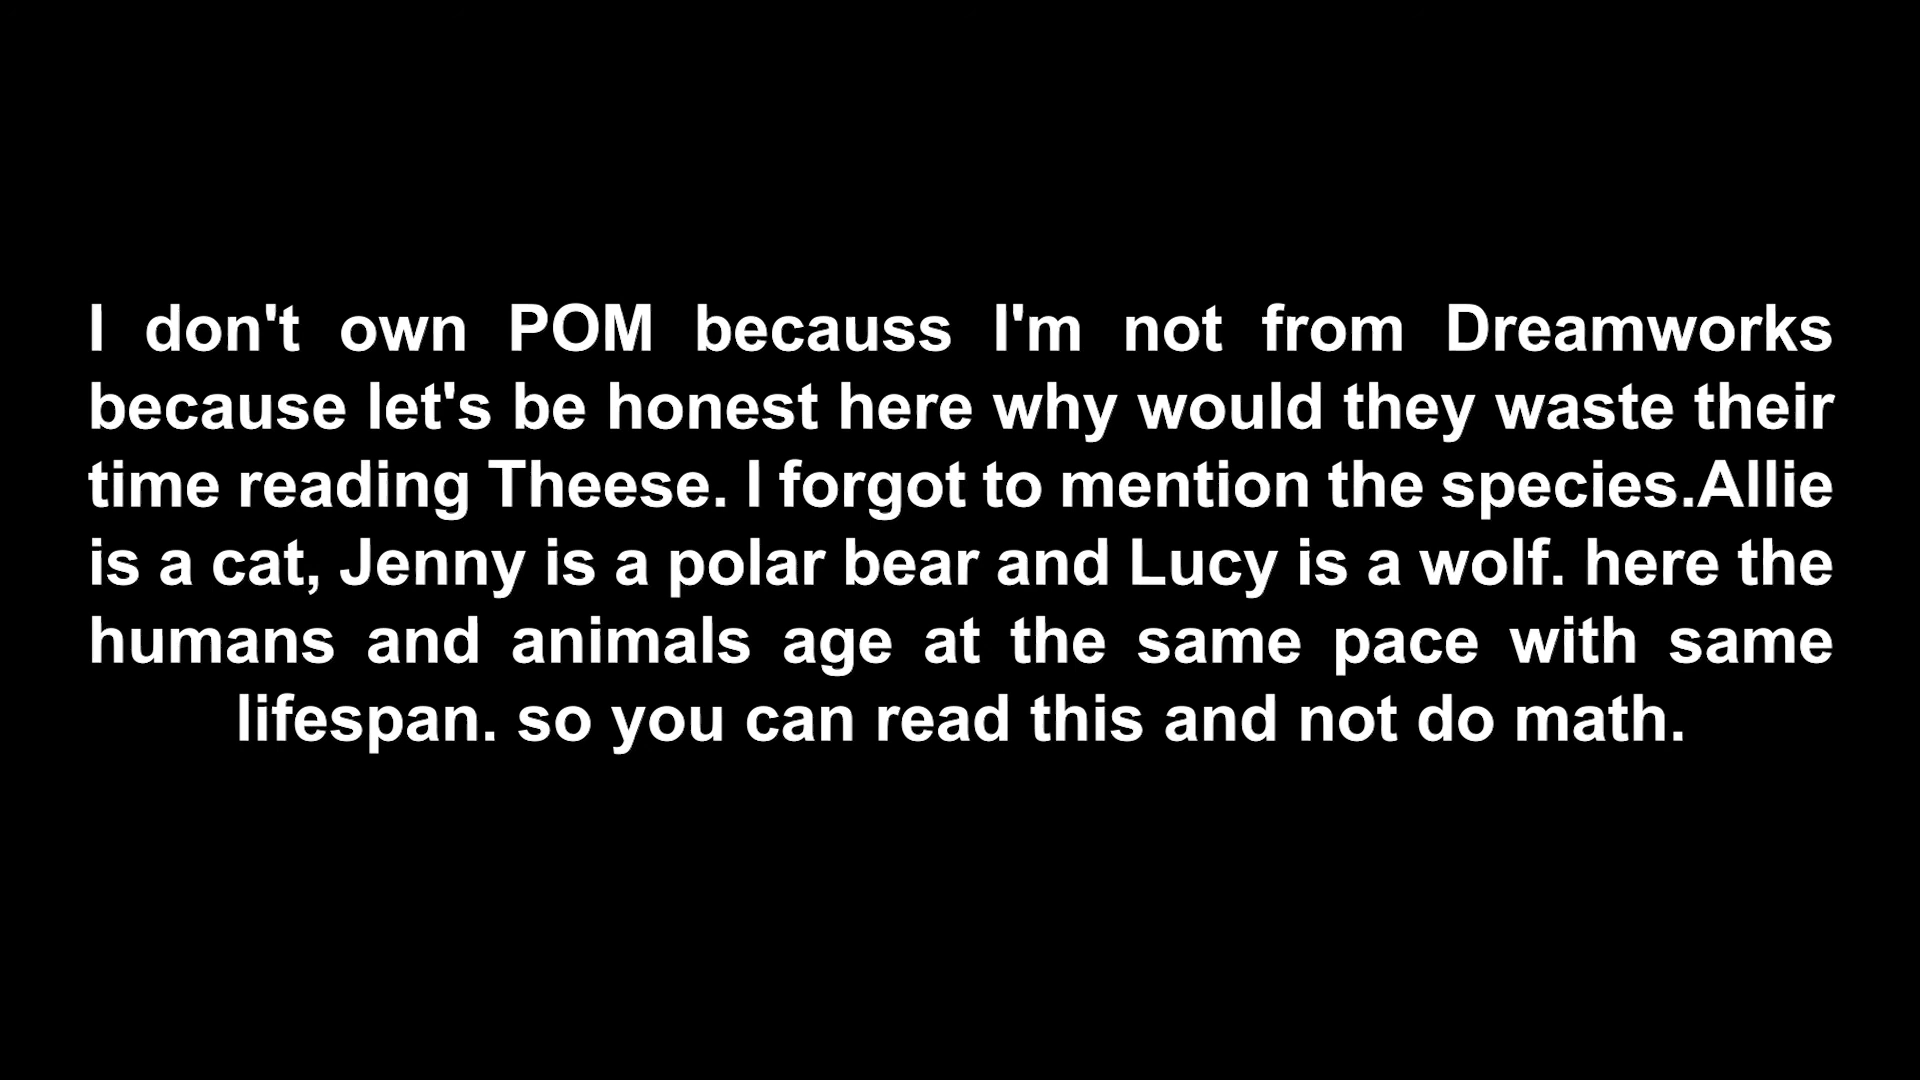 I don't own POM becauss I'm not from Dreamworks
because let's be honest here why would they waste their
time reading Theese. I forgot to mention the species.Allie
is a cat, Jenny is a polar bear and Lucy is a wolf. here the
humans and animals age at the same pace with same
lifespan. so you can read this and not do math.